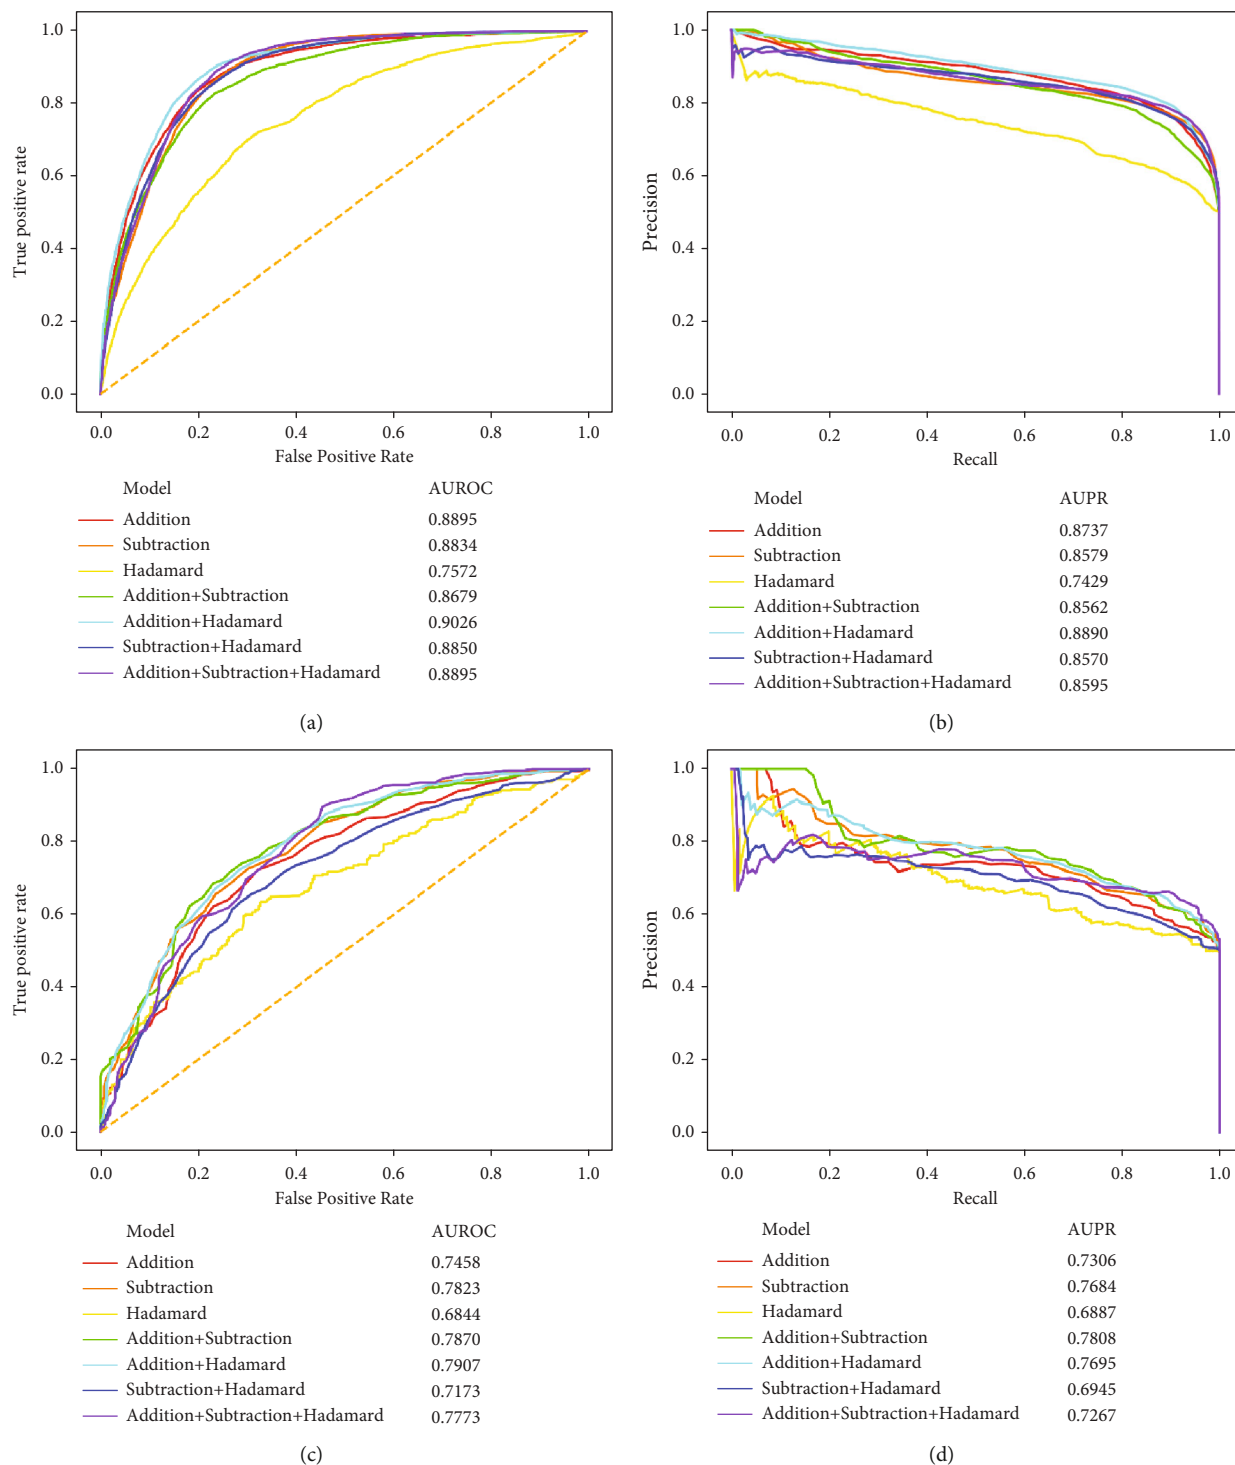 1.0
0.8
0.6
0.4
0.2
0.0
True positive rate
0.0 0.2 0.4 0.6 0.8 1.0
False Positive Rate
Model AUROC
Addition 0.8895
Subtraction 0.8834
Hadamard 0.7572
Addition+Subtraction 0.8679
Addition+Hadamard 0.9026
Subtraction+Hadamard 0.8850
Addition+Subtraction+Hadamard 0.8895
(a)
1.0
0.8
0.6
0.4
0.2
0.0
Precision
0.0 0.2 0.4 0.6 0.8 1.0
Recall
Model AUPR
Addition 0.8737
Subtraction 0.8579
Hadamard 0.7429
Addition+Subtraction 0.8562
Addition+Hadamard 0.8890
Subtraction+Hadamard 0.8570
Addition+Subtraction+Hadamard 0.8595
(b)
1.0
0.8
0.6
0.4
0.2
0.0
True positive rate
0.0 0.2 0.4 0.6 0.8 1.0
False Positive Rate
Model AUROC
Addition 0.7458
Subtraction 0.7823
Hadamard 0.6844
Addition+Subtraction 0.7870
Addition+Hadamard 0.7907
Subtraction+Hadamard 0.7173
Addition+Subtraction+Hadamard 0.7773
(c)
1.0
0.8
0.6
0.4
0.2
0.0
Precision
0.0 0.2 0.4 0.6 0.8 1.0
Recall
Model AUPR
Addition 0.7306
Subtraction 0.7684
Hadamard 0.6887
Addition+Subtraction 0.7808
Addition+Hadamard 0.7695
Subtraction+Hadamard 0.6945
Addition+Subtraction+Hadamard 0.7267
(d)